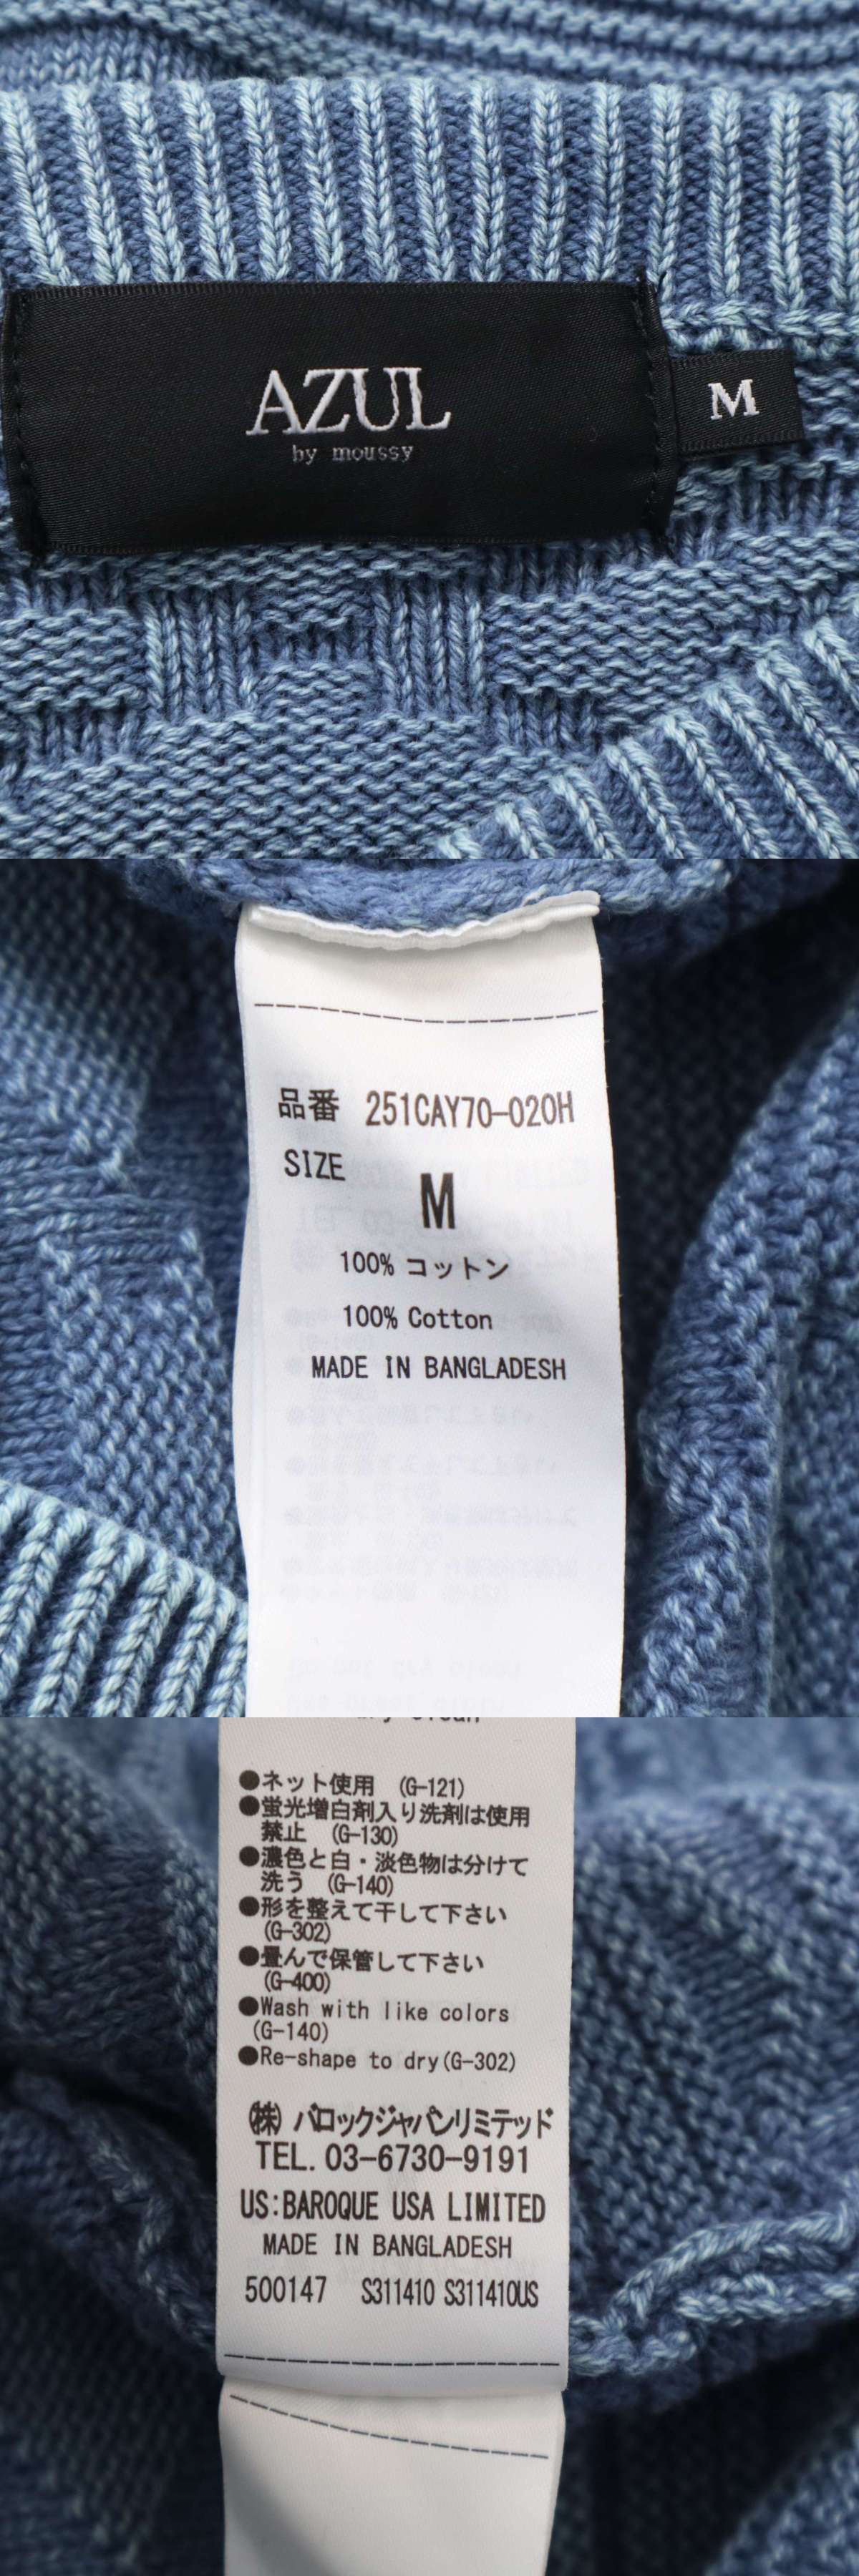 AZUL
by moussy
M
品番 251CAY70-020H
SIZE
M
100% コットン
100% Cotton
MADE IN BANGLADESH
●ネット使用 (G-121)
●蛍光増白剤入り洗剤は使用
禁止 (G-130)
●濃色と白・淡色物は分けて
洗う (G-140)
●形を整えて干して下さい
(G-302)
●畳んで保管して下さい
(G-400)
●Wash with like colors
(G-140)
●Re-shape to dry(G-302)
㈱ バロックジャパンリミテッド
TEL. 03-6730-9191
US:BAROQUE USA LIMITED
MADE IN BANGLADESH
500147 S311410 S311410US